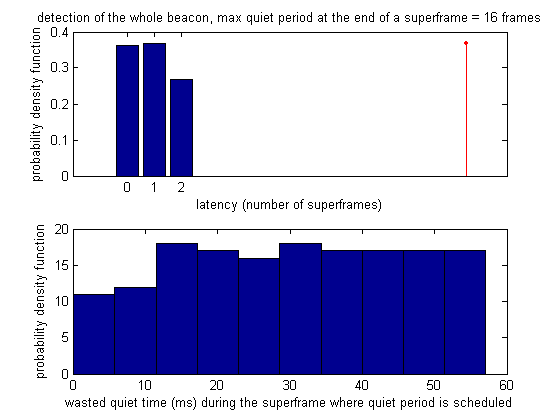 detection of the whole beacon, max quiet period at the end of a superframe = 16 frames
probability density function
0.4
0.3
0.2
0.1
0
0 1 2
latency (number of superframes)
probability density function
20
15
10
5
0
0 10 20 30 40 50 60
wasted quiet time (ms) during the superframe where quiet period is scheduled